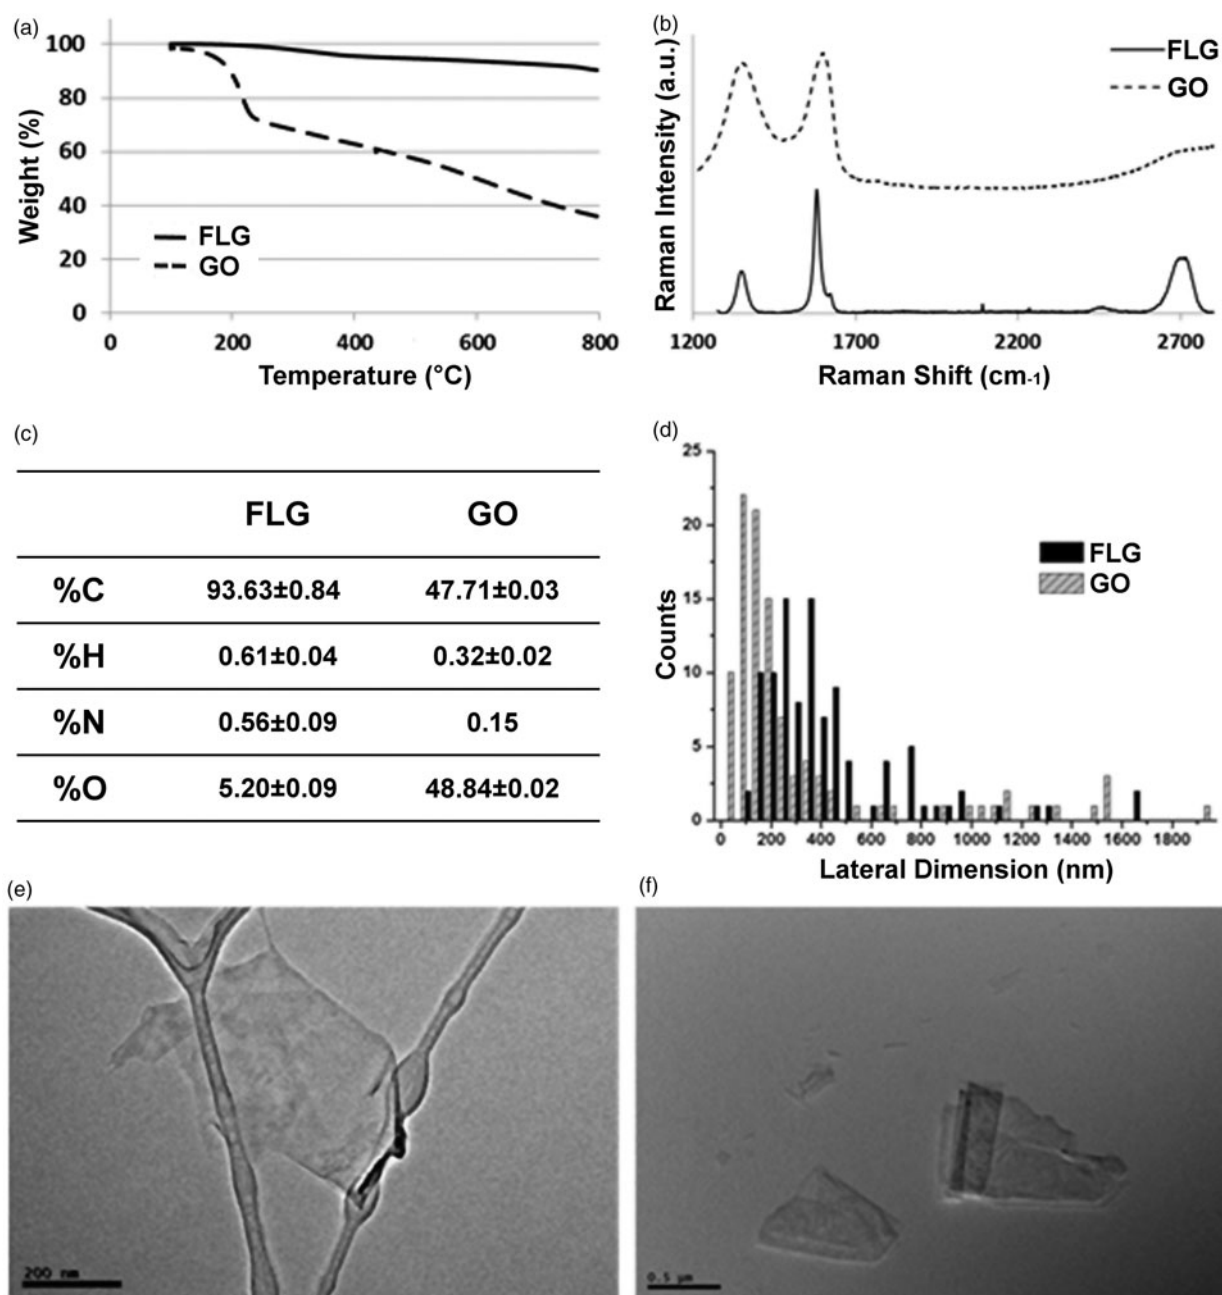 (a)
100
80
60
40
20
0
Weight (%)
FLG
GO
0 200 400 600 800
Temperature (°C)
(b)
Raman Intensity (a.u.)
FLG
GO
1200 1700 2200 2700
Raman Shift (cm-1)
(c)
FLG GO
%C 93.63±0.84 47.71±0.03
%H 0.61±0.04 0.32±0.02
%N 0.56±0.09 0.15
%O 5.20±0.09 48.84±0.02
(d)
25
20
15
10
5
0
Counts
FLG
GO
0 200 400 600 800 1000 1200 1400 1600 1800
Lateral Dimension (nm)
(e)
200 nm
(f)
0.5 µm